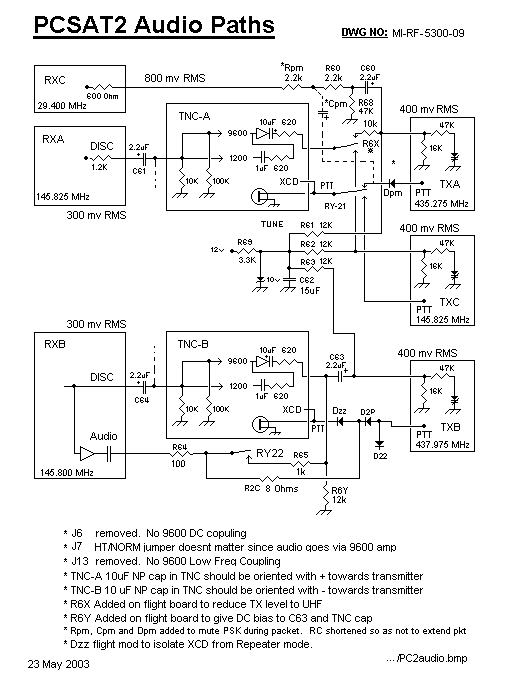 PCSAT2 Audio Paths
DWG NO: MI-RF-5300-09
RXC
600 Ohm
29.400 MHz
800 mv RMS
*Rpm
2.2k
R60
2.2k
C60
2.2uF
+
*Cpm
+
R68
47K
10k
R6X
*
400 mv RMS
47K
16K
TXA
PTT
435.275 MHz
RXA
DISC
1.2K
145.825 MHz
300 mv RMS
2.2uF
+
C61
TNC-A
9600
10uF 620
1200
1uF 620
10K
100K
XCD
PTT
RY-21
*
Dpm
TUNE
R61 12K
R62 12K
R63 12K
12v
R69
3.3K
10v
C62
15uF
400 mv RMS
47K
16K
TXC
PTT
145.825 MHz
300 mv RMS
RXB
DISC
2.2uF
+
C64
Audio
145.800 MHz
TNC-B
9600
10uF 620
1200
1uF 620
10K
100K
XCD
PTT
C63
2.2uF
+
Dzz
D2P
D22
400 mv RMS
47K
16K
TXB
PTT
437.975 MHz
R64
100
RY22
R65
1k
R2C 8 Ohms
R6Y
12k
* J6 removed. No 9600 DC copuling
* J7 HT/NORM jumper doesnt matter since audio goes via 9600 amp
* J13 removed. No 9600 Low Freq Coupling
* TNC-A 10uF NP cap in TNC should be oriented with + towards transmitter
* TNC-B 10 uF NP cap in TNC should be oriented with - towards transmitter
* R6X Added on flight board to reduce TX level to UHF
* R6Y Added on flight board to give DC bias to C63 and TNC cap
* Rpm, Cpm and Dpm added to mute PSK during packet. RC shortened so as not to extend pkt
* Dzz flight mod to isolate XCD from Repeater mode.
23 May 2003
.../PC2audio.bmp